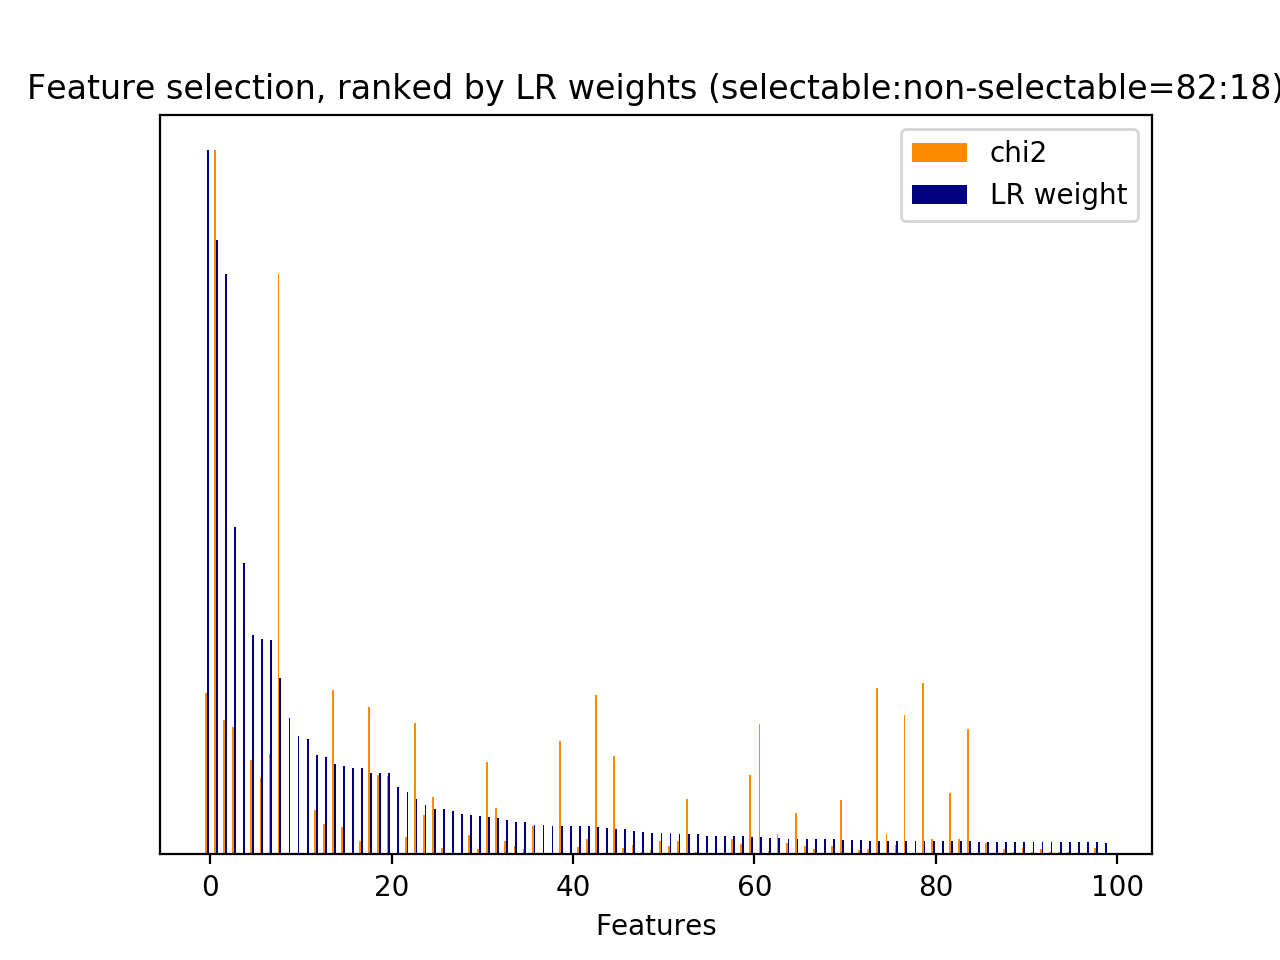 Feature selection, ranked by LR weights (selectable:non-selectable=82:18)
chi2
LR weight
0 20 40 60 80 100
Features